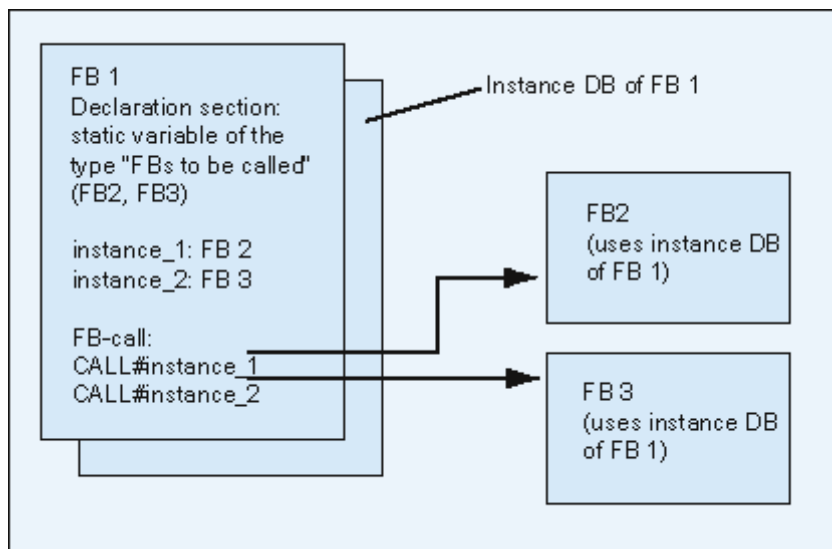 FB 1
Declaration section:
static variable of the
type "FBs to be called"
(FB2, FB3)
instance_1: FB 2
instance_2: FB 3
FB-call:
CALL#instance_1
CALL#instance_2
Instance DB of FB 1
FB2
(uses instance DB
of FB 1)
FB 3
(uses instance DB
of FB 1)